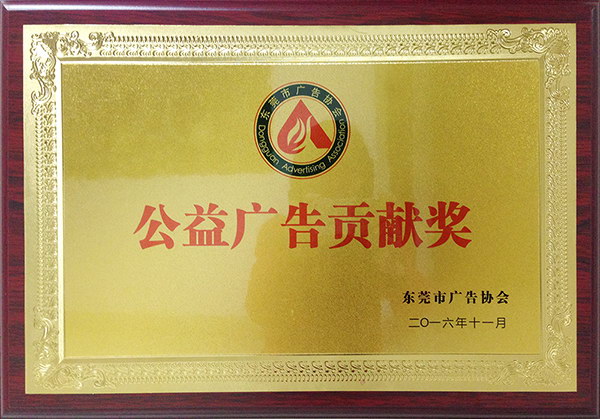 东莞市广告协会
Dongguan Advertising Association
公益广告贡献奖
东莞市广告协会
二〇一六年十一月